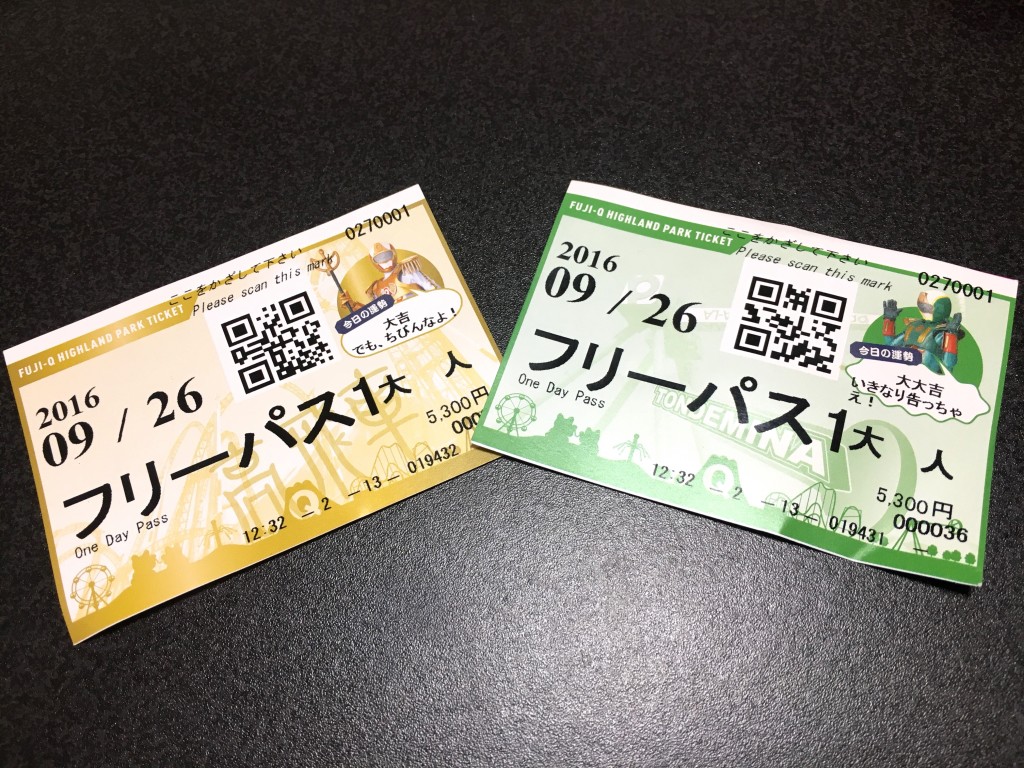 FUJI-Q HIGHLAND PARK TICKET
ここをかざして下さい
Please scan this mark
0270001
2016
09 / 26
今日の運勢
大吉
でも、ちびんなよ!
フリーパス1大 人
One Day Pass
5,300円
000
12:32 - 2 -13- 019432
FUJI-Q HIGHLAND PARK TICKET
ここをかざして下さい
Please scan this mark
0270001
2016
09 / 26
今日の運勢
大大吉
いきなり告っちゃ
え!
フリーパス1大 人
One Day Pass
TONDEMINA
5,300円
000036
12:32 - 2 -13- 019431